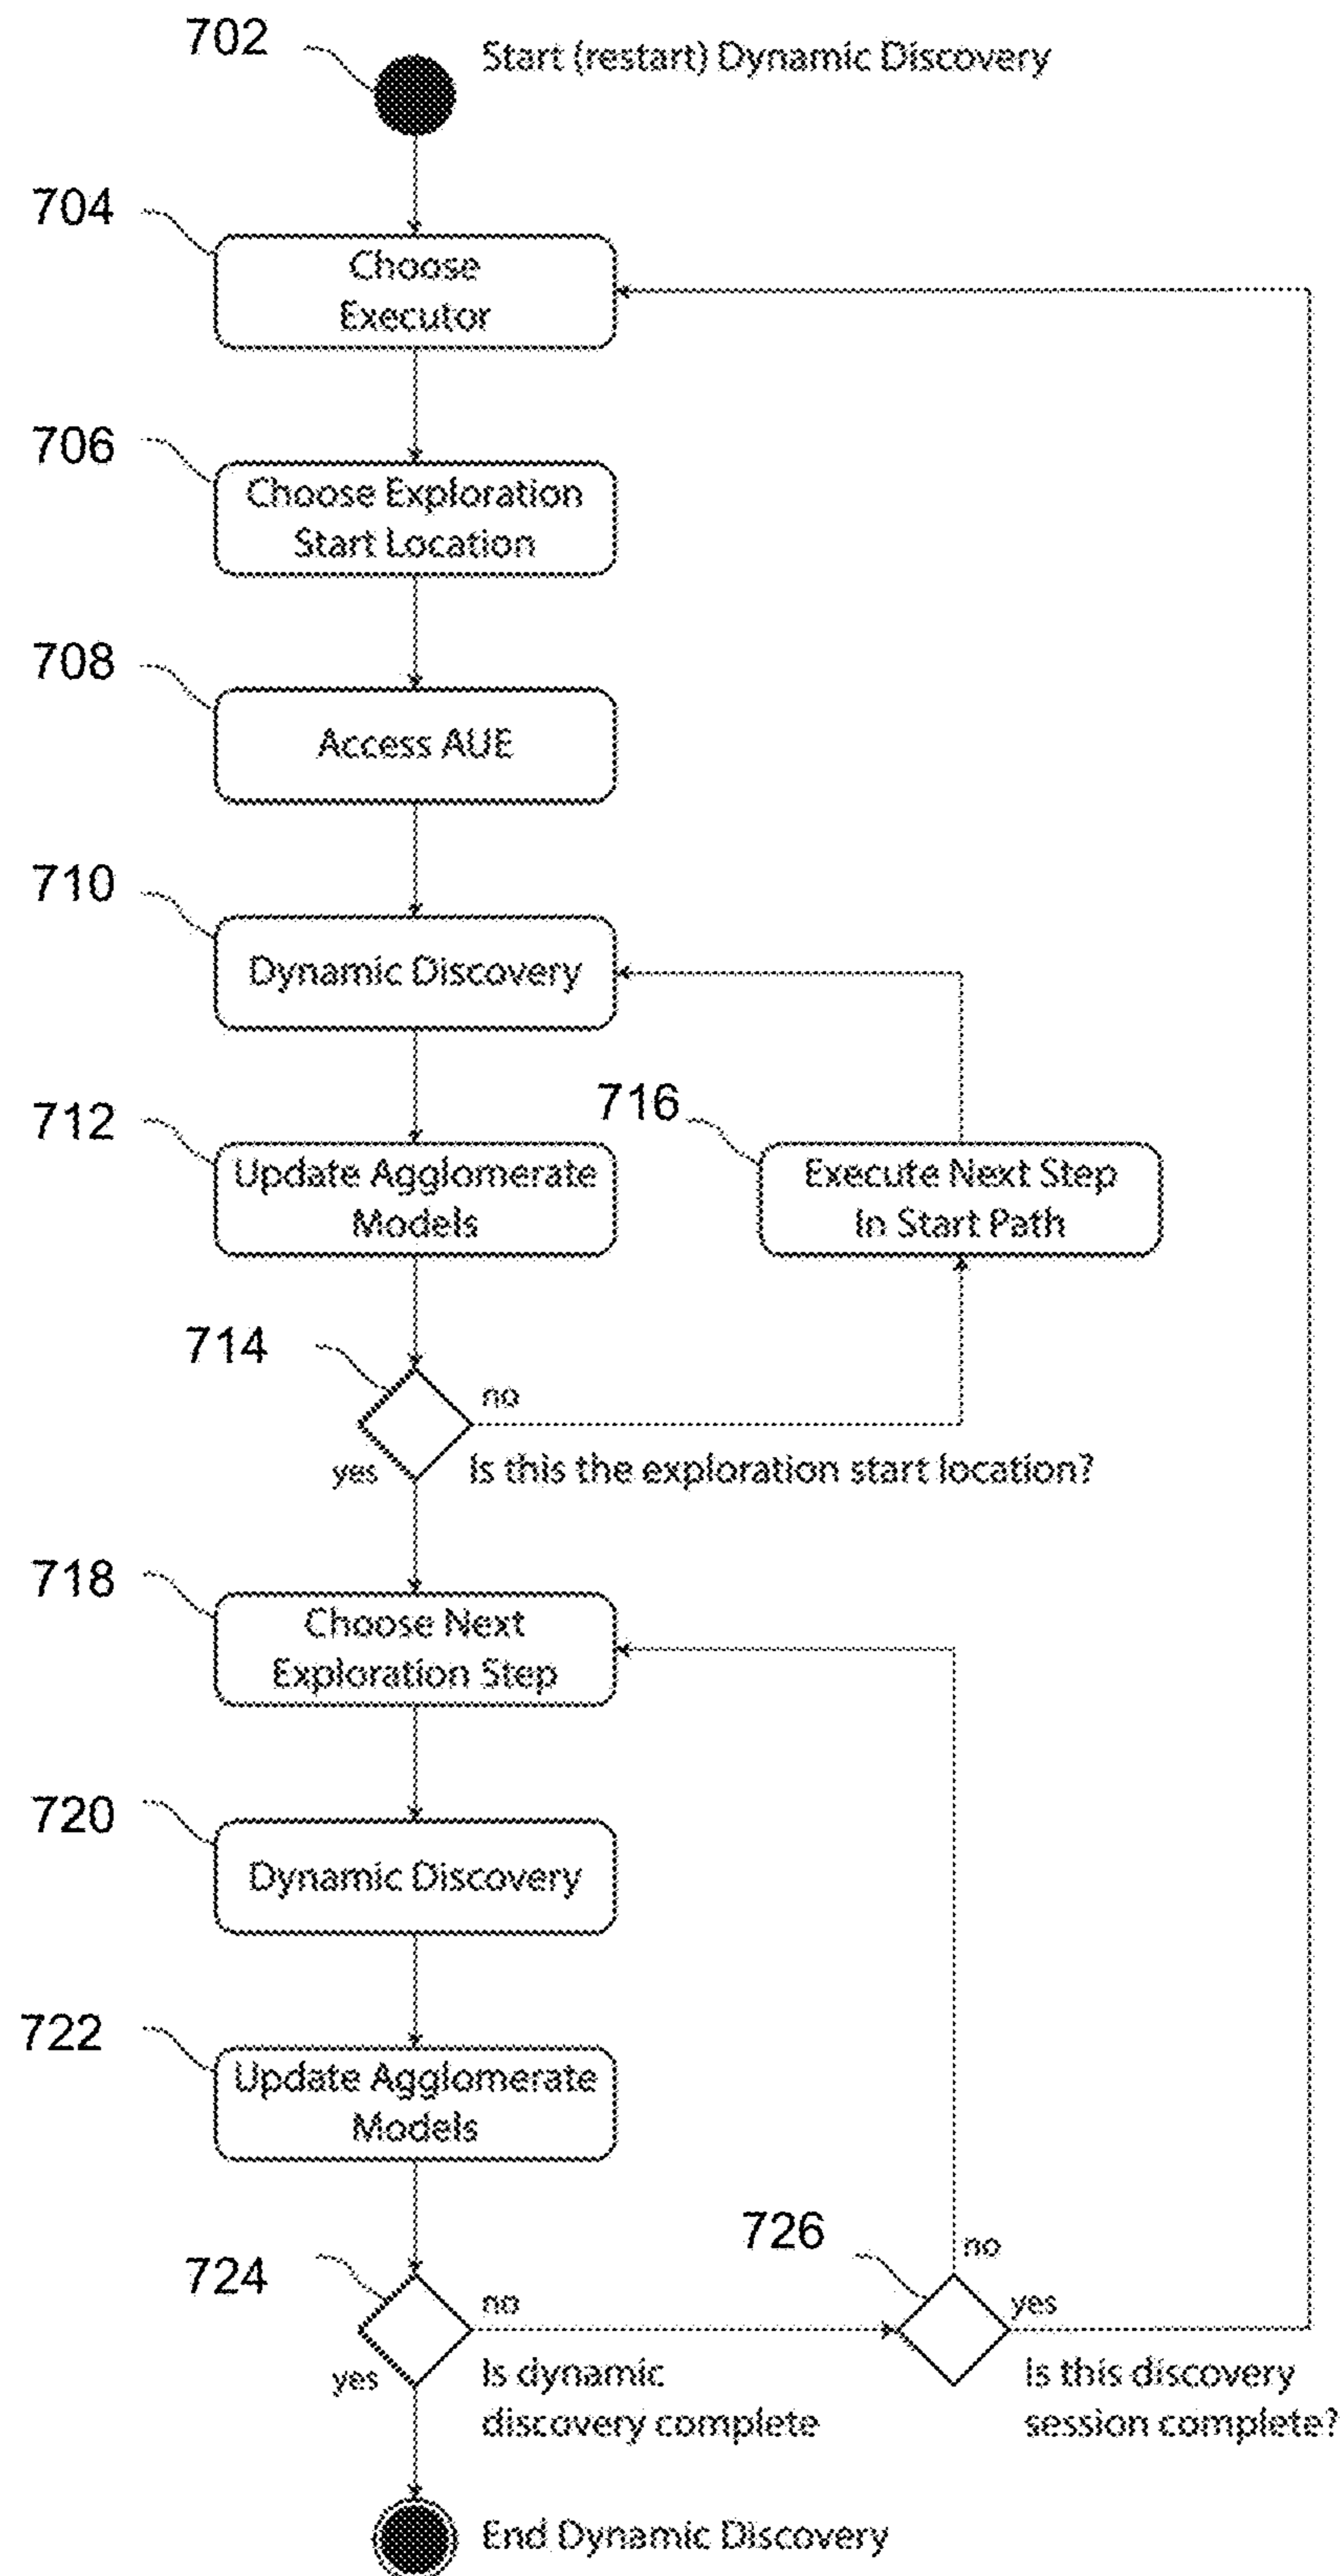 702
Start (restart) Dynamic Discovery
704
Choose
Executor
706
Choose Exploration
Start Location
708
Access AUE
710
Dynamic Discovery
712
Update Agglomerate
Models
716
Execute Next Step
In Start Path
714
no
yes
Is this the exploration start location?
718
Choose Next
Exploration Step
720
Dynamic Discovery
722
Update Agglomerate
Models
724
no
yes
Is dynamic
discovery complete
726
no
yes
Is this discovery
session complete?
End Dynamic Discovery